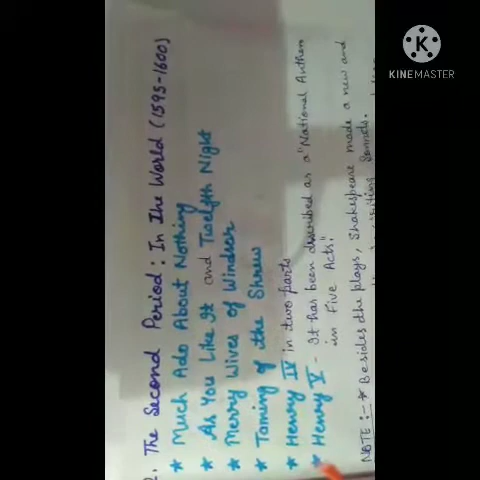 2. The Second Period: In The World (1595-1600)
* Much Ado About Nothing
* As You Like It and Twelfth Night
* Merry Wives of Windsor
* Taming of the Shrew
* Henry IV in two parts
* Henry V - It has been described as a "National Anthem
in Five Acts."
NOTE:- * Besides the plays, Shakespeare made a new and
writing Sonnets.
K
KINEMASTER